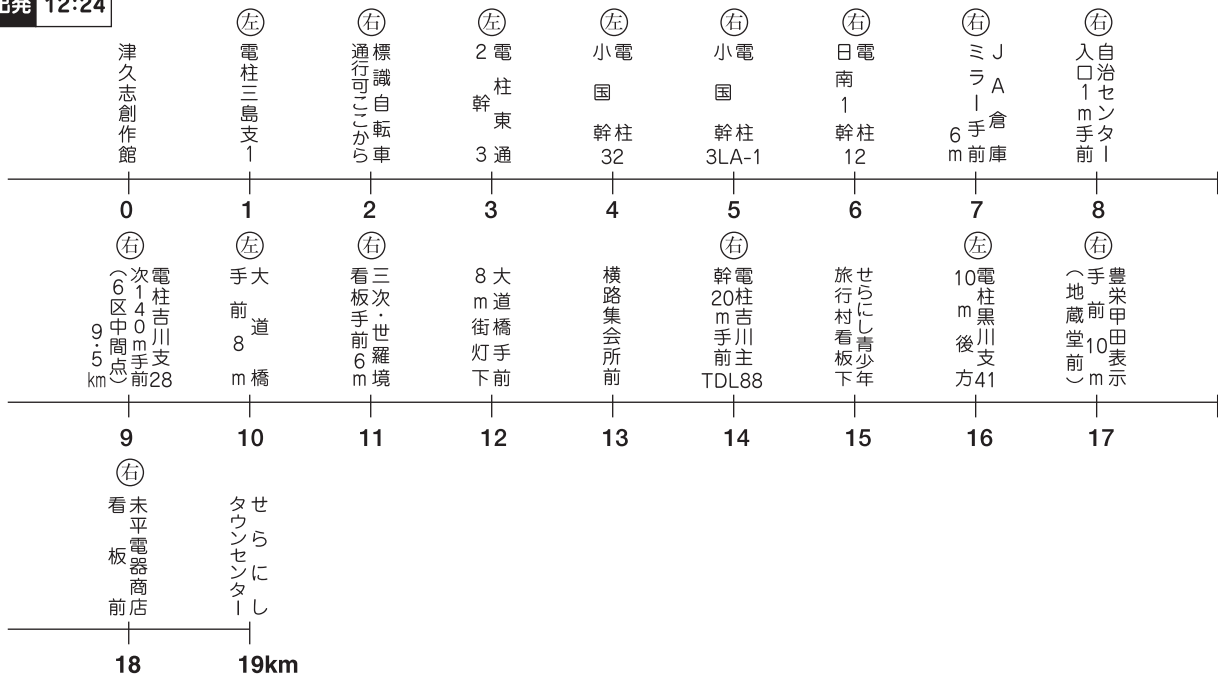 出発 12:24
津久志創作館
0
左
電柱三島支1
1
右
標識自転車
通行可ここから
2
左
電柱東通
2幹3
3
左
電柱
小国幹32
4
右
電柱
小国幹3LA-1
5
右
電柱
日南1幹12
6
右
JA倉庫
ミラー手前
6m
7
右
自治センター
入口1m手前
8
右
電柱吉川支28
次140m手前
(6区中間点)
9.5km
9
左
大道橋
手前8m
10
右
三次・世羅境
看板手前6m
11
大道橋手前
8m街灯下
12
横路集会所前
13
右
電柱吉川主
幹20m手前
TDL88
14
せらにし青少年
旅行村看板下
15
左
電柱黒川支41
10m後方
16
右
豊栄甲田表示
手前10m
(地蔵堂前)
17
右
未平電器商店
看板前
18
せらにし
タウンセンター
19km